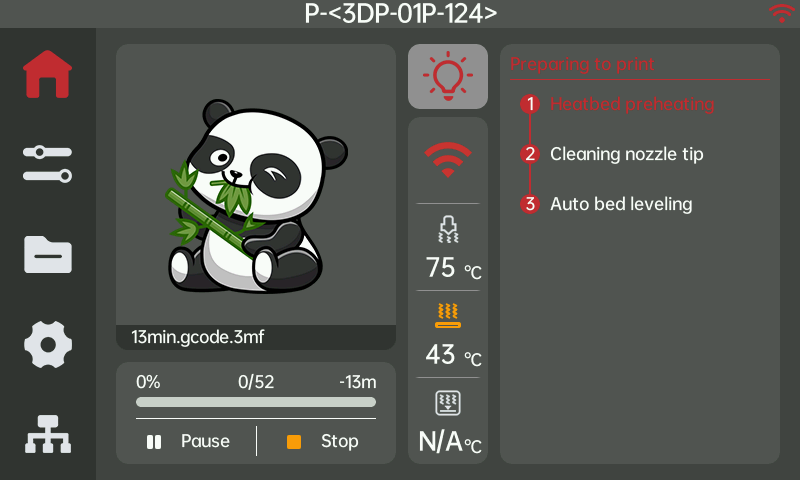 P-<3DP-01P-124>
13min.gcode.3mf
0% 0/52 -13m
Pause Stop
75 °C
43 °C
N/A°C
Preparing to print
1 Heatbed preheating
2 Cleaning nozzle tip
3 Auto bed leveling